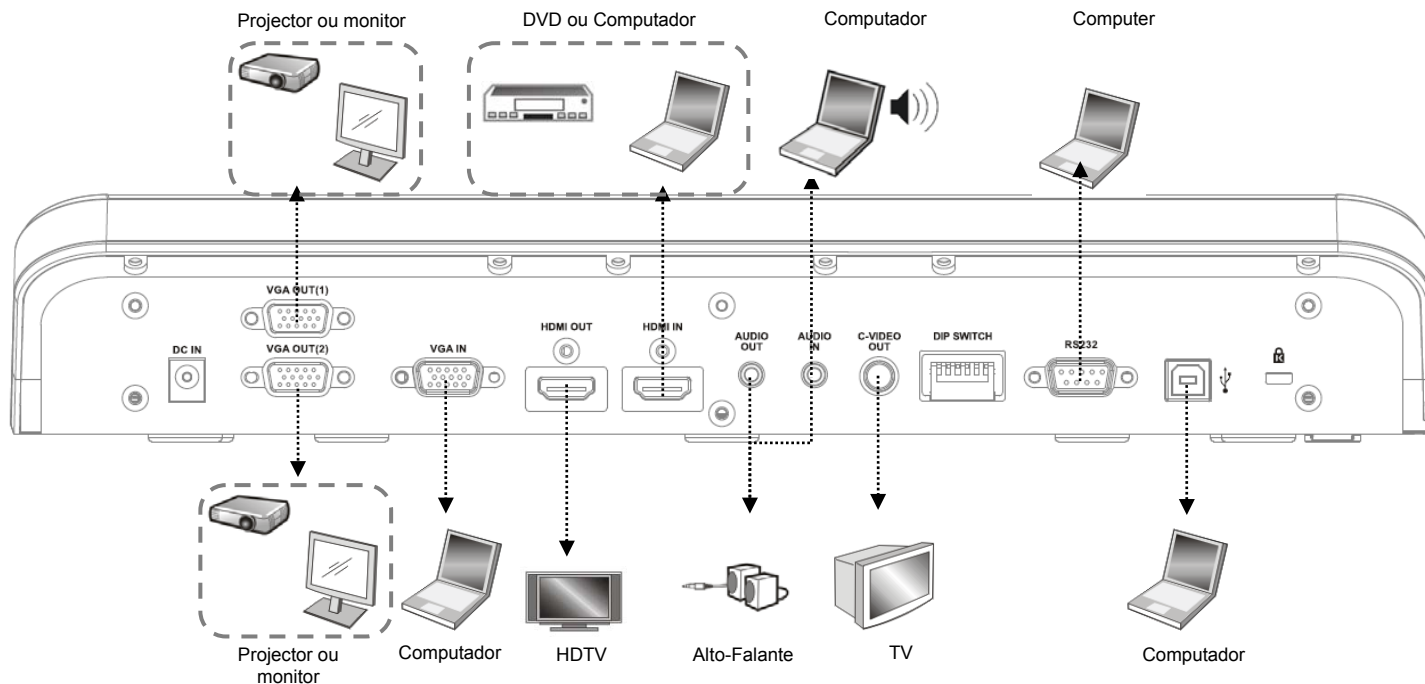 Projector ou monitor
DVD ou Computador
Computador
Computer
VGA OUT(1)
DC IN
VGA OUT(2)
VGA IN
HDMI OUT
HDMI IN
AUDIO
OUT
AUDIO
IN
C-VIDEO
OUT
DIP SWITCH
RS232
K
Projector ou
monitor
Computador
HDTV
Alto-Falante
TV
Computador